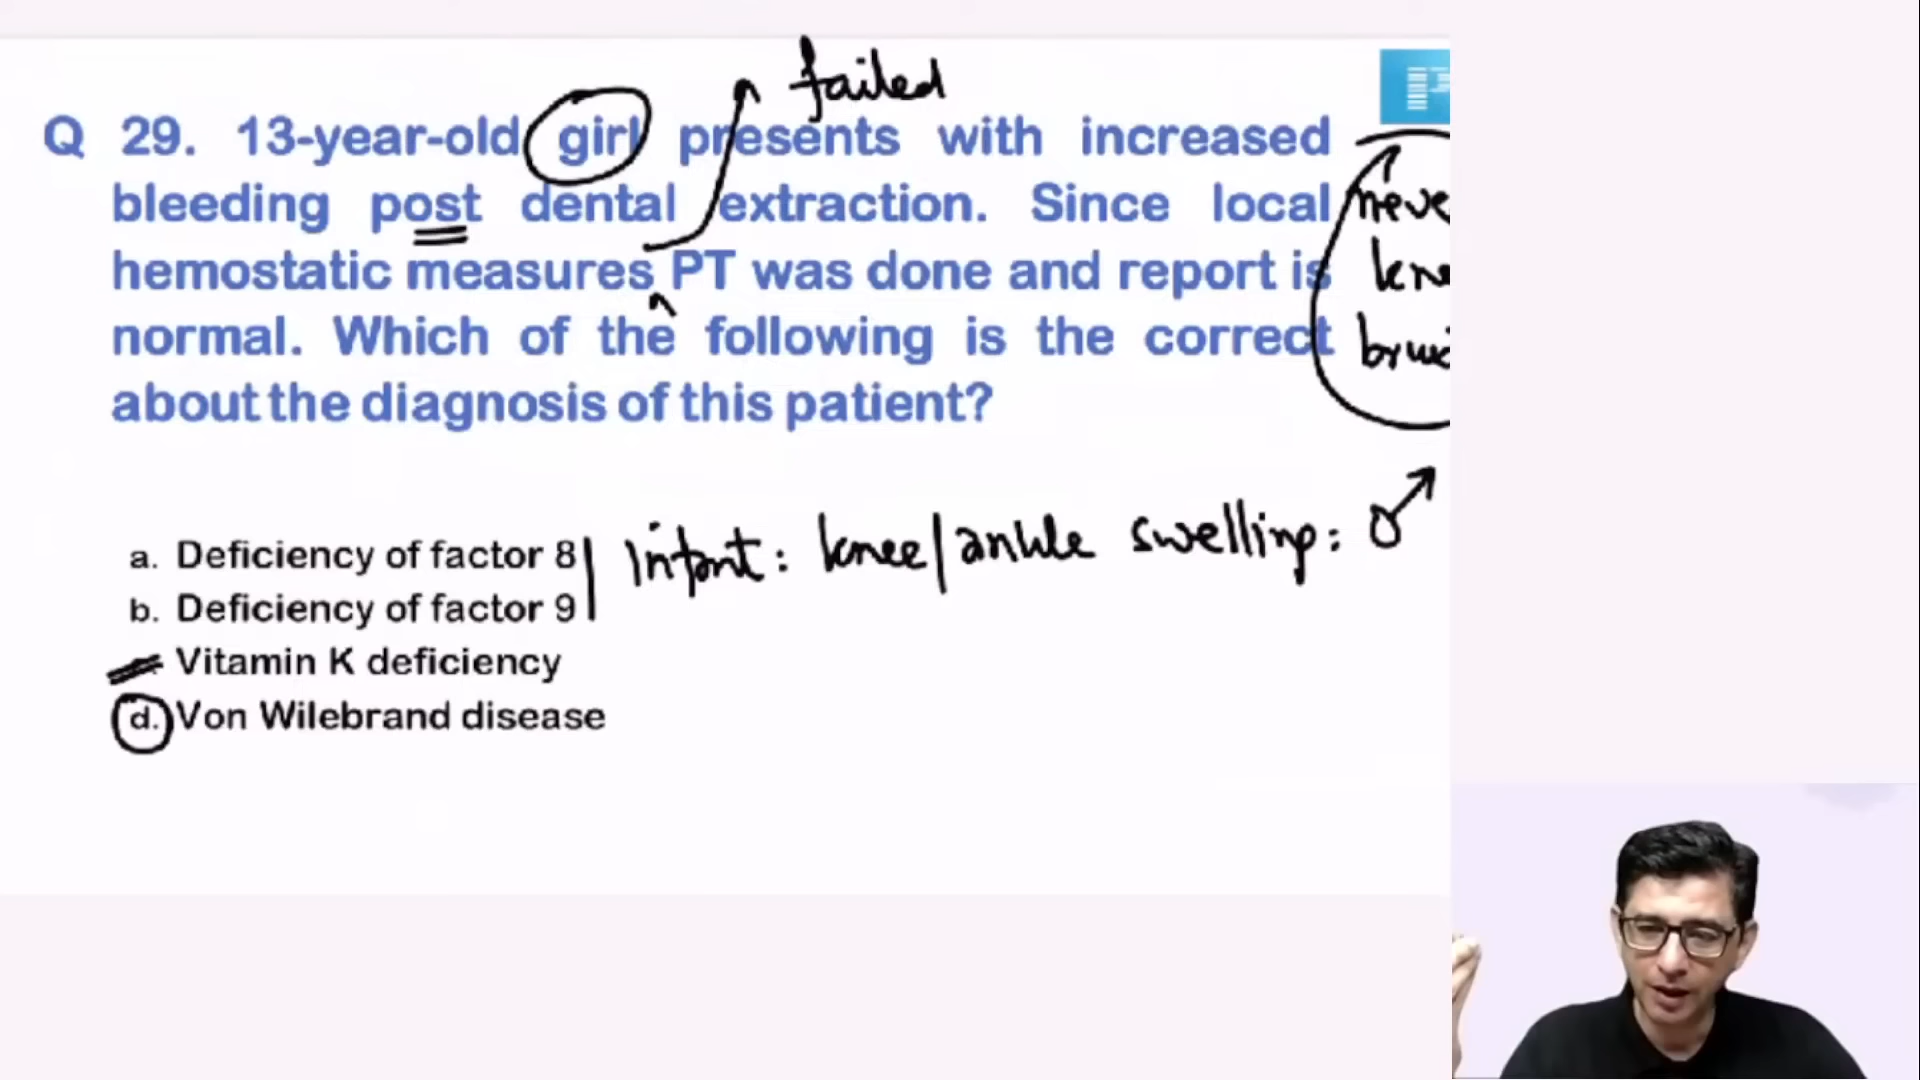 failed
Q 29. 13-year-old girl presents with increased
bleeding post dental extraction. Since local
hemostatic measures ^ PT was done and report is
normal. Which of the following is the correct
about the diagnosis of this patient?
a. Deficiency of factor 8
b. Deficiency of factor 9
Infant: knee/ankle swelling: ♂
Vitamin K deficiency
d. Von Wilebrand disease